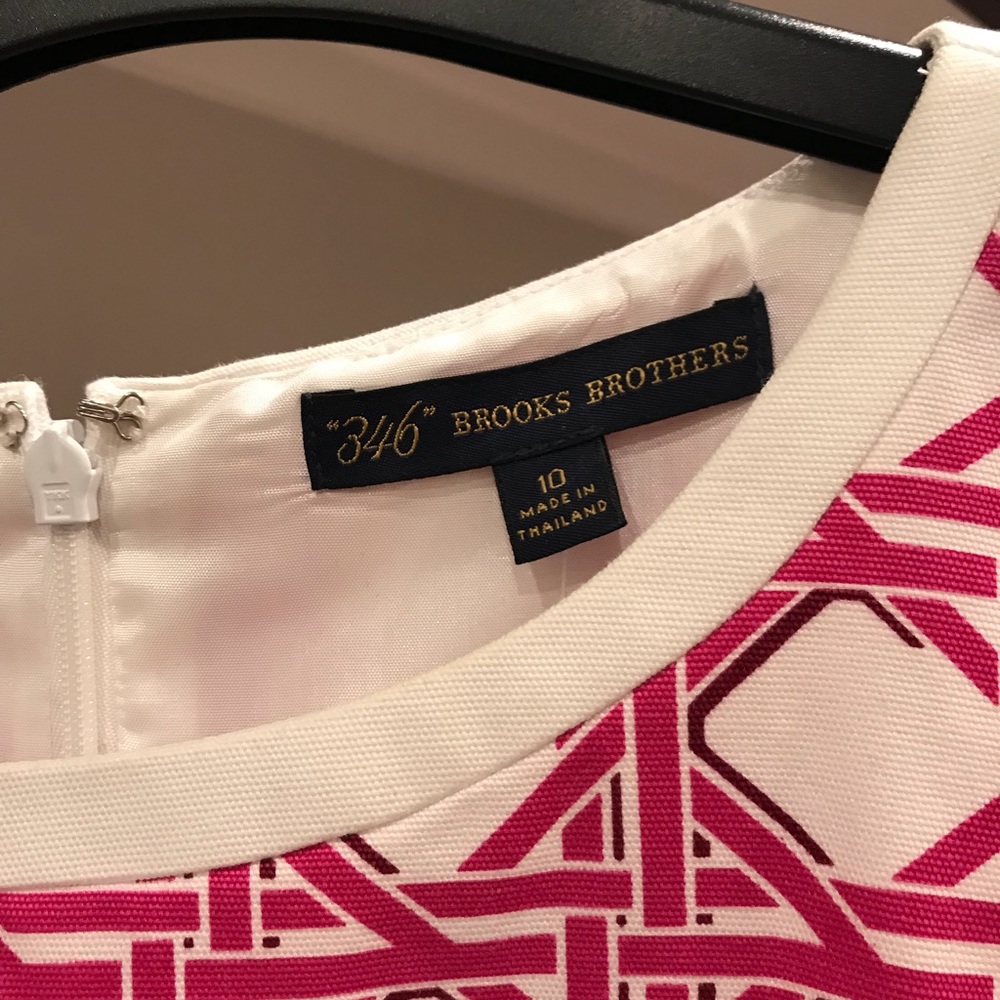 "346" BROOKS BROTHERS
10
MADE IN
THAILAND